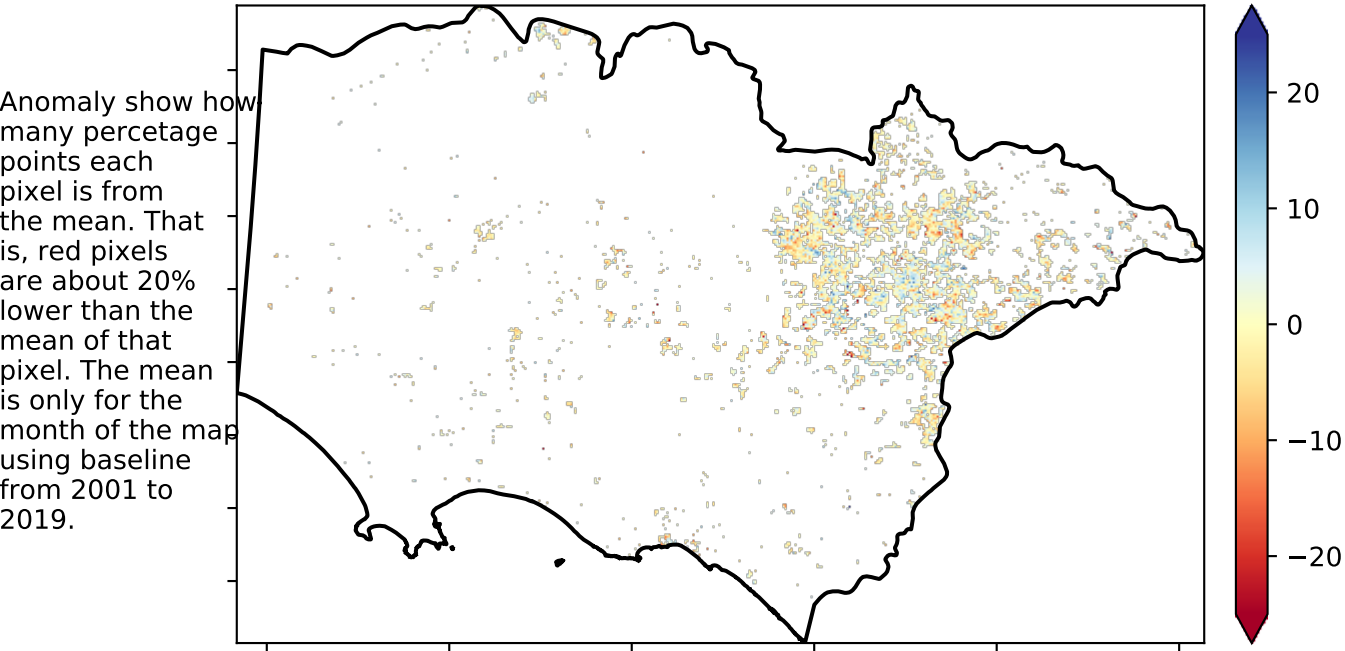 Anomaly show how
many percetage
points each
pixel is from
the mean. That
is, red pixels
are about 20%
lower than the
mean of that
pixel. The mean
is only for the
month of the map
using baseline
from 2001 to
2019.
20
10
0
−10
−20